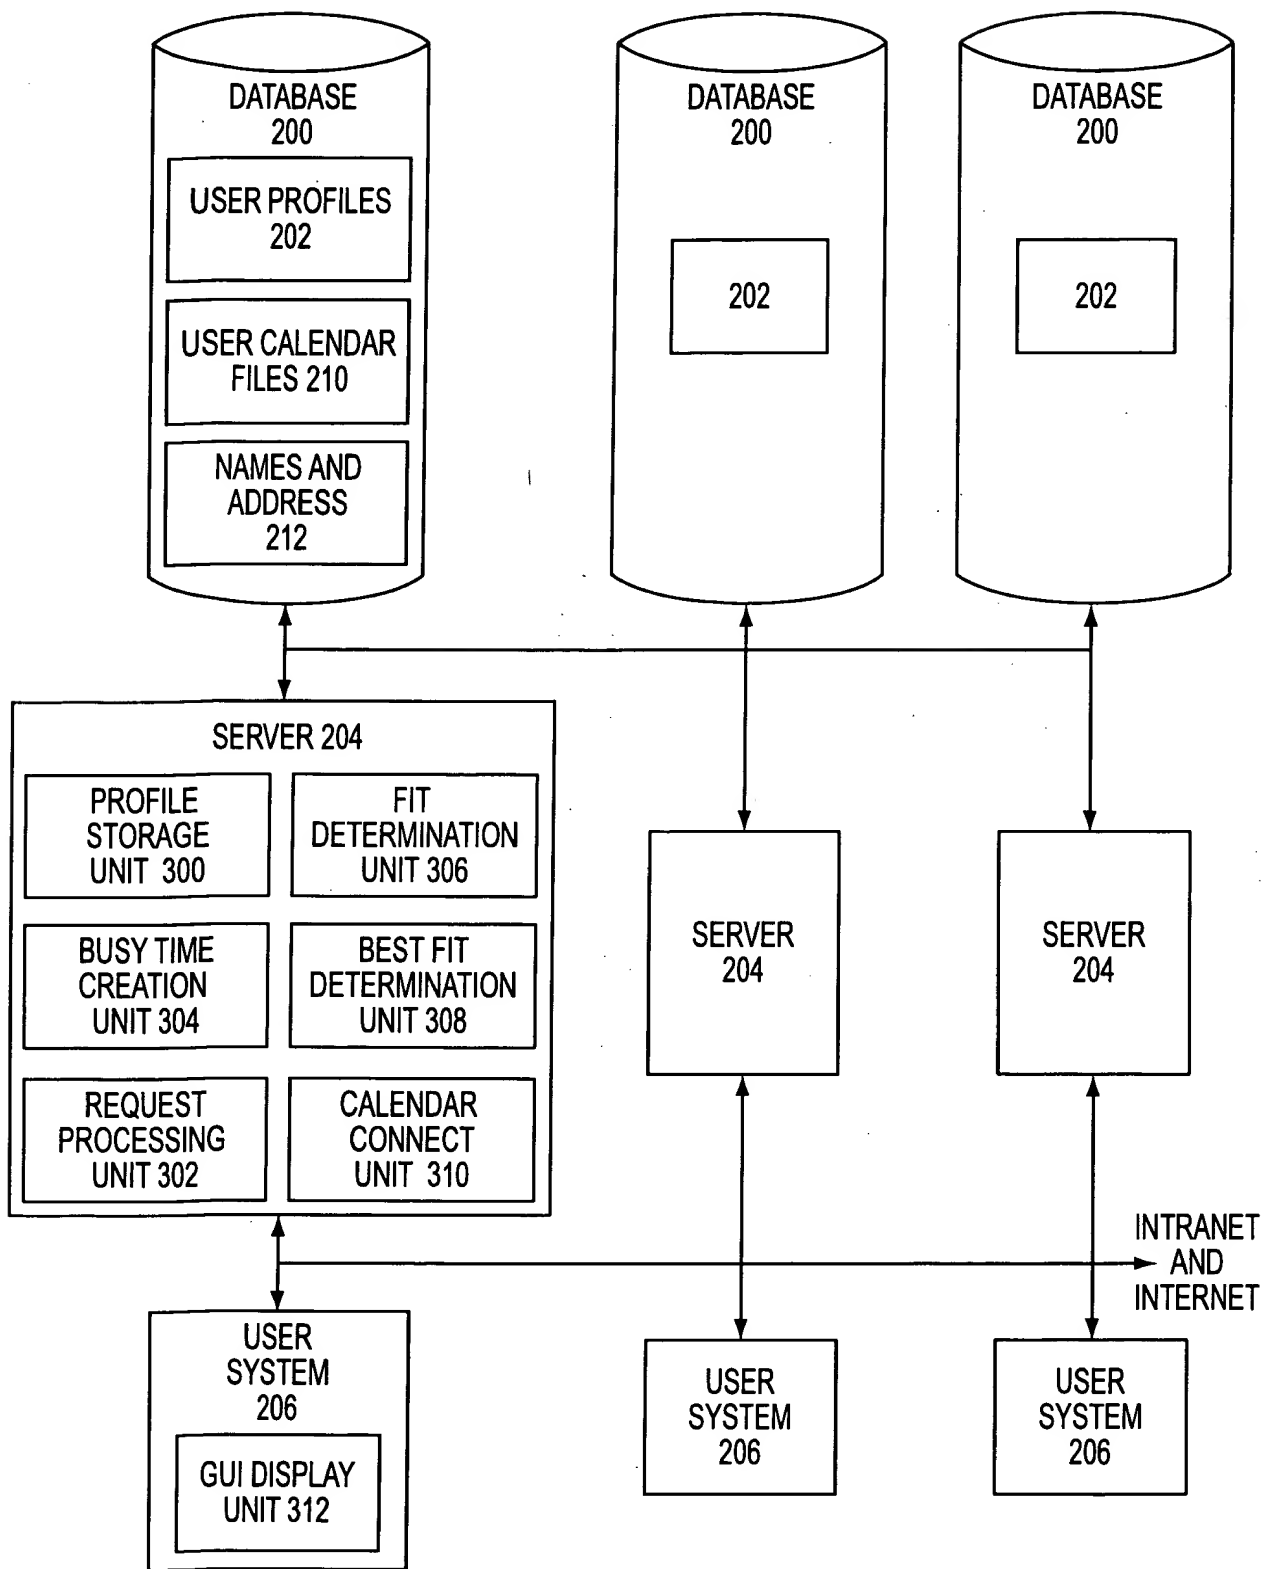 DATABASE
200
USER PROFILES
202
USER CALENDAR
FILES 210
NAMES AND
ADDRESS
212
DATABASE
200
202
DATABASE
200
202
SERVER 204
PROFILE
STORAGE
UNIT 300
FIT
DETERMINATION
UNIT 306
BUSY TIME
CREATION
UNIT 304
BEST FIT
DETERMINATION
UNIT 308
REQUEST
PROCESSING
UNIT 302
CALENDAR
CONNECT
UNIT 310
SERVER
204
SERVER
204
INTRANET
AND
INTERNET
USER
SYSTEM
206
GUI DISPLAY
UNIT 312
USER
SYSTEM
206
USER
SYSTEM
206